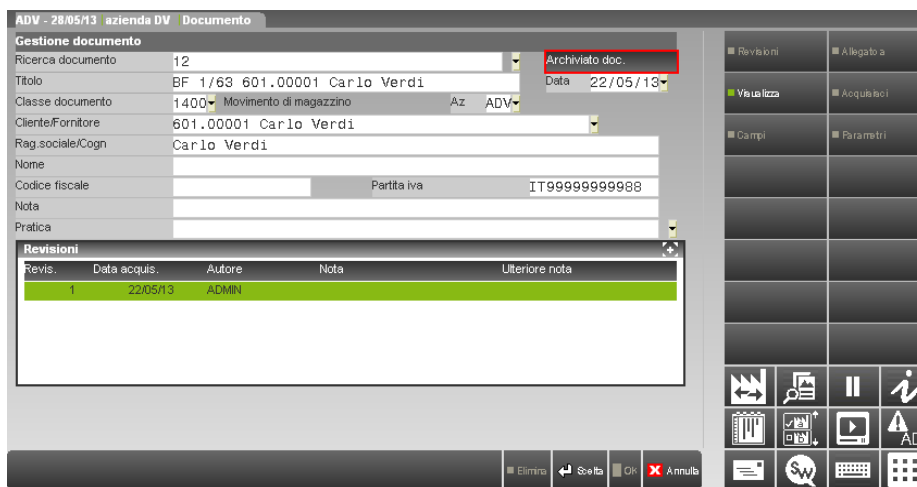 ADV - 28/05/13 azienda DV Documento
Gestione documento
Ricerca documento 12 Archiviato doc.
Titolo BF 1/63 601.00001 Carlo Verdi Data 22/05/13
Classe documento 1400 Movimento di magazzino Az ADV
Cliente/Fornitore 601.00001 Carlo Verdi
Rag.sociale/Cogn Carlo Verdi
Nome
Codice fiscale Partita iva IT99999999988
Nota
Pratica
Revisioni
Revis. Data acquis. Autore Nota Ulteriore nota
1 22/05/13 ADMIN
Revisioni Allegato a
Visualizza Acquisisci
Campi Parametri
Elimina Scelta Ok Annulla